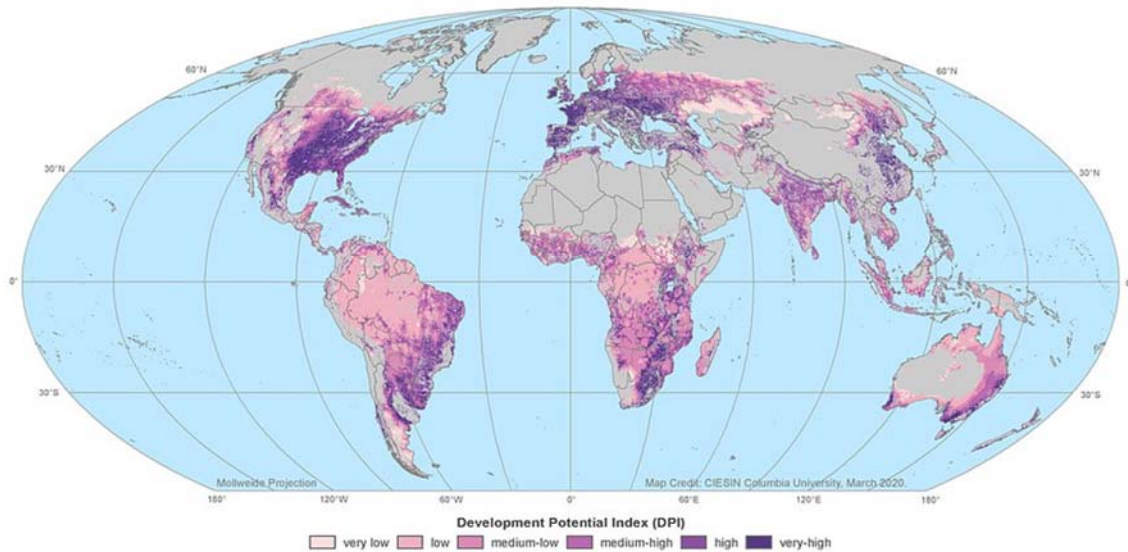 60°N
60°N
30°N
30°N
0°
30°S
30°S
Mollweide Projection
Map Credit: CIESIN Columbia University, March 2020.
180°
120°W
60°W
0°
60°E
120°E
180°
Development Potential Index (DPI)
very low low medium-low medium-high high very-high